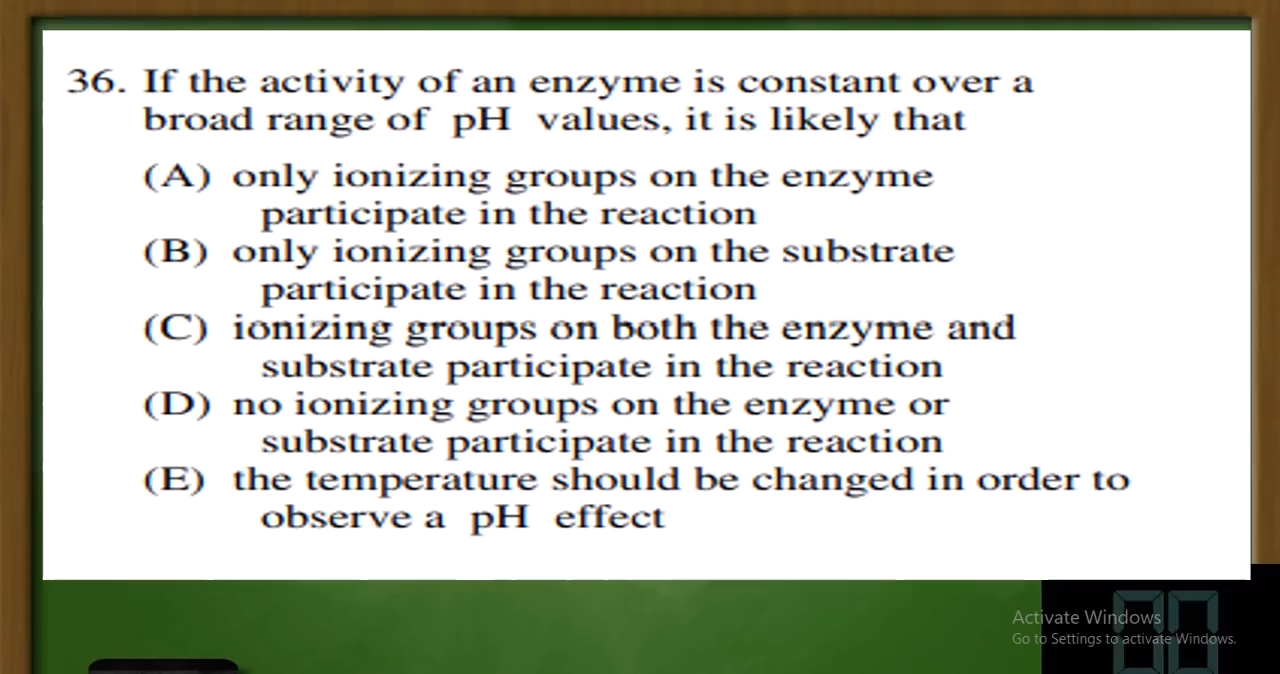 36. If the activity of an enzyme is constant over a
broad range of pH values, it is likely that
(A) only ionizing groups on the enzyme
participate in the reaction
(B) only ionizing groups on the substrate
participate in the reaction
(C) ionizing groups on both the enzyme and
substrate participate in the reaction
(D) no ionizing groups on the enzyme or
substrate participate in the reaction
(E) the temperature should be changed in order to
observe a pH effect
Activate Windows
Go to Settings to activate Windows.